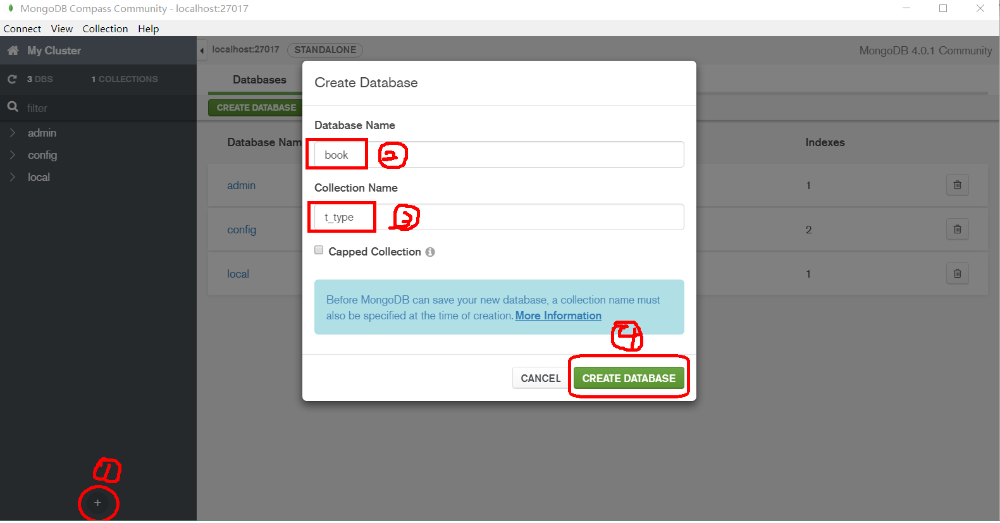 MongoDB Compass Community - localhost:27017
Connect View Collection Help
My Cluster
localhost:27017 STANDALONE
MongoDB 4.0.1 Community
3 DBS 1 COLLECTIONS
Databases
filter
CREATE DATABASE
admin
config
local
Database Nam
Indexes
admin 1
config 2
local 1
Create Database
Database Name
book 2
Collection Name
t_type 3
Capped Collection
Before MongoDB can save your new database, a collection name must
also be specified at the time of creation. More Information
4
CANCEL CREATE DATABASE
1
+